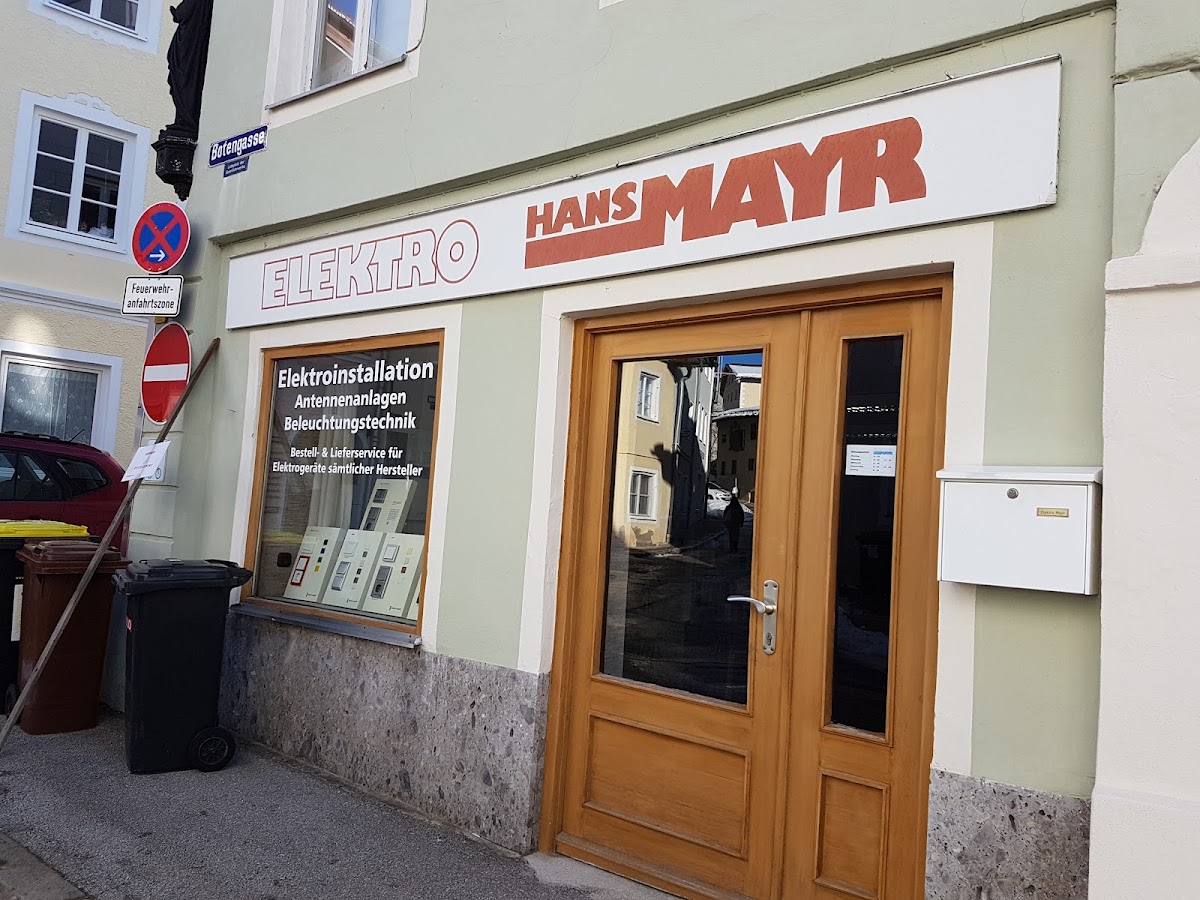 Botengasse
ELEKTRO
HANS MAYR
Feuerwehr-
anfahrtszone
Elektroinstallation
Antennenanlagen
Beleuchtungstechnik
Bestell- & Lieferservice für
Elektrogeräte sämtlicher Hersteller